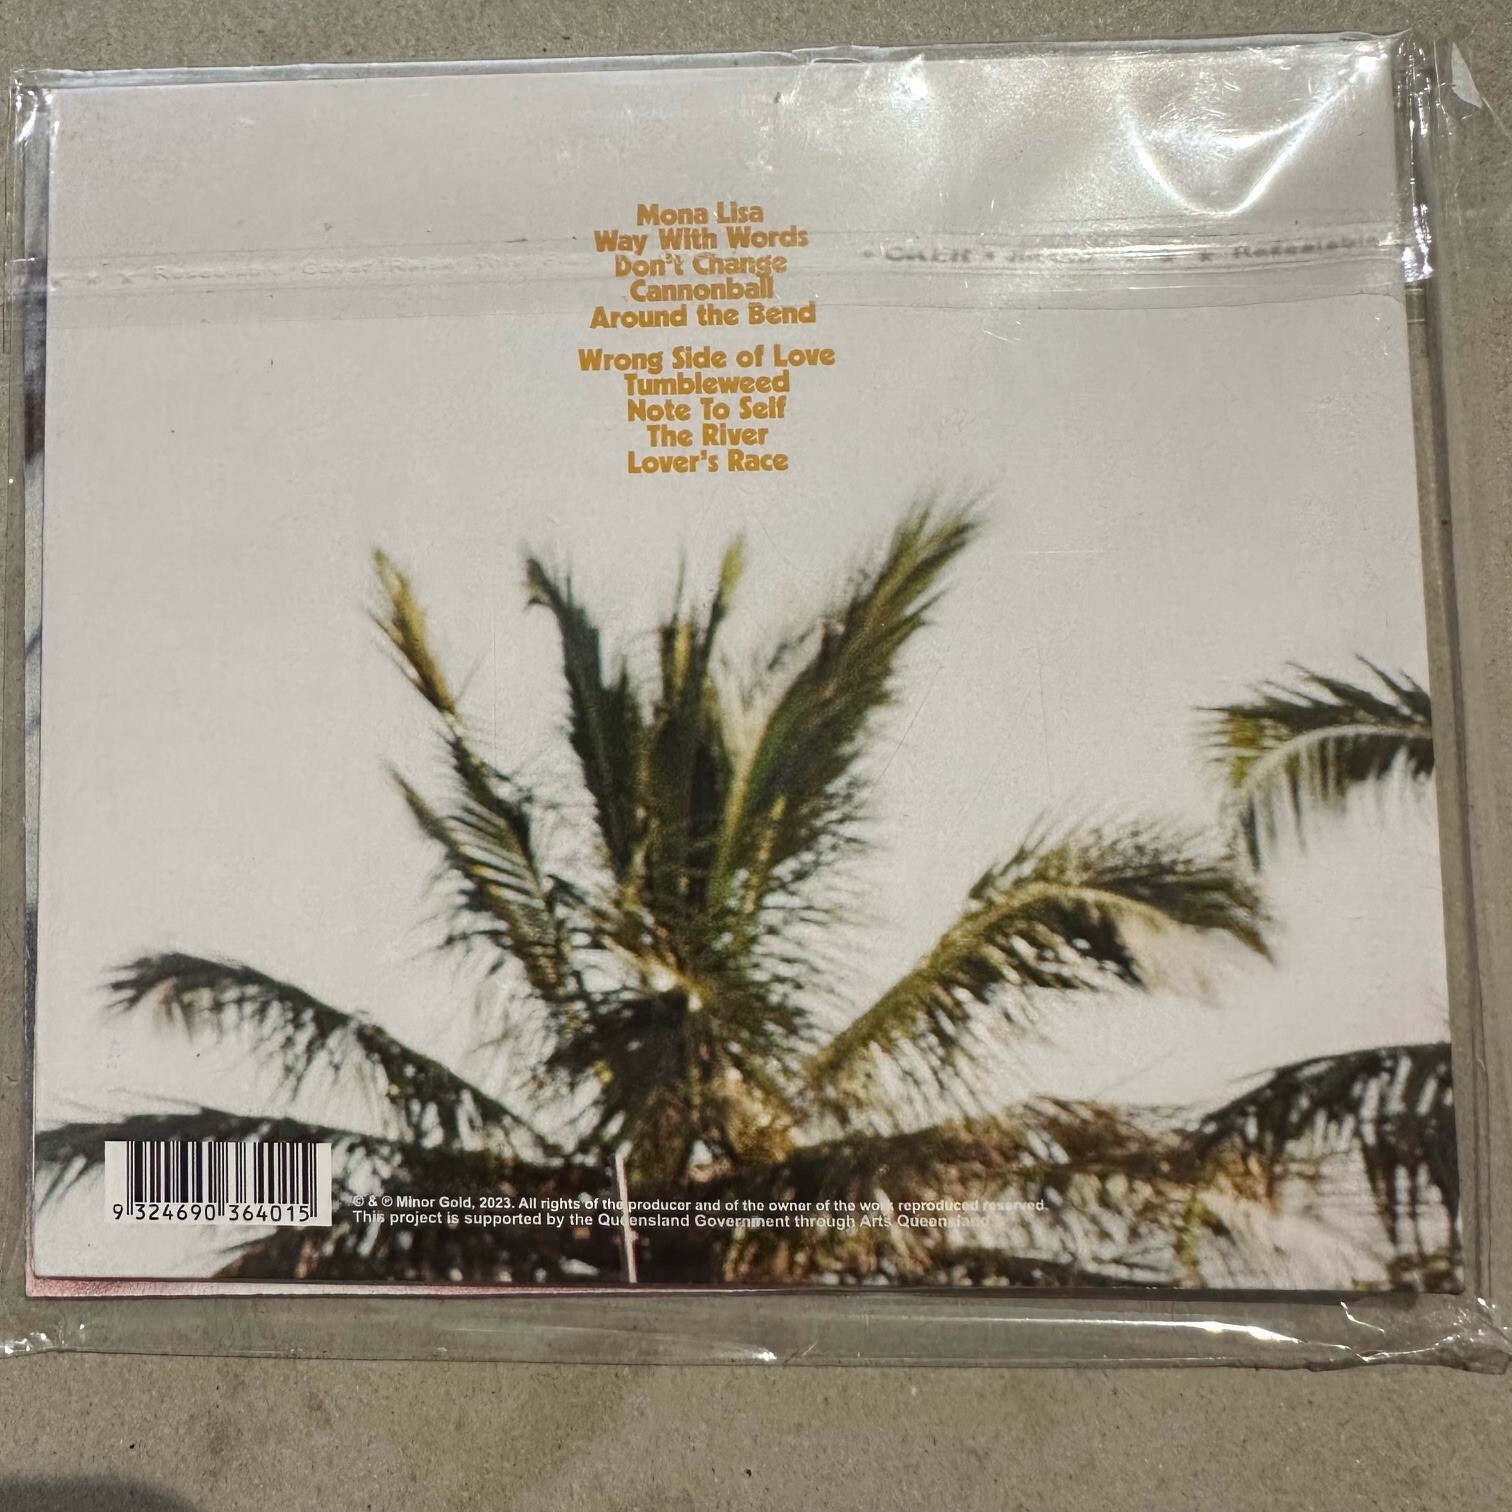 Mona Lisa
Way With Words
Don't Change
Cannonball
Around the Bend
Wrong Side of Love
Tumbleweed
Note To Self
The River
Lover's Race
9 324690 364015
© & ℗ Minor Gold, 2023. All rights of the producer and of the owner of the work reproduced reserved.
This project is supported by the Queensland Government through Arts Queensland.